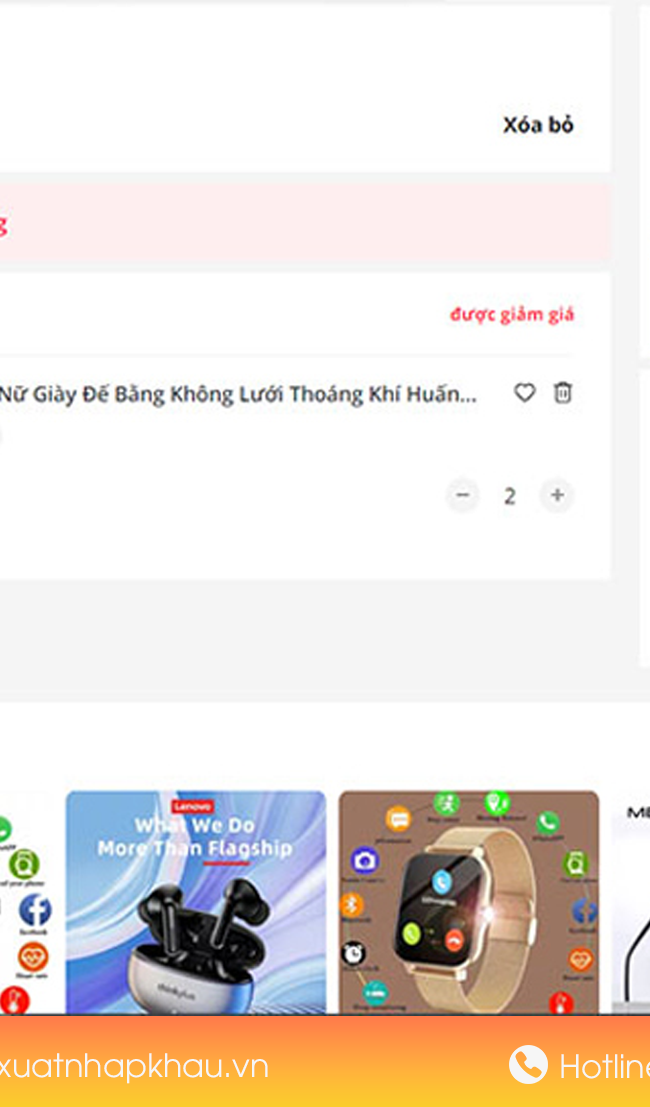 Xóa bỏ
g
được giảm giá
Nữ Giày Đế Bằng Không Lưới Thoáng Khí Huấn...
2
Lenovo
What We Do
More Than Flagship
thinkplus
xuatnhapkhau.vn
Hotline